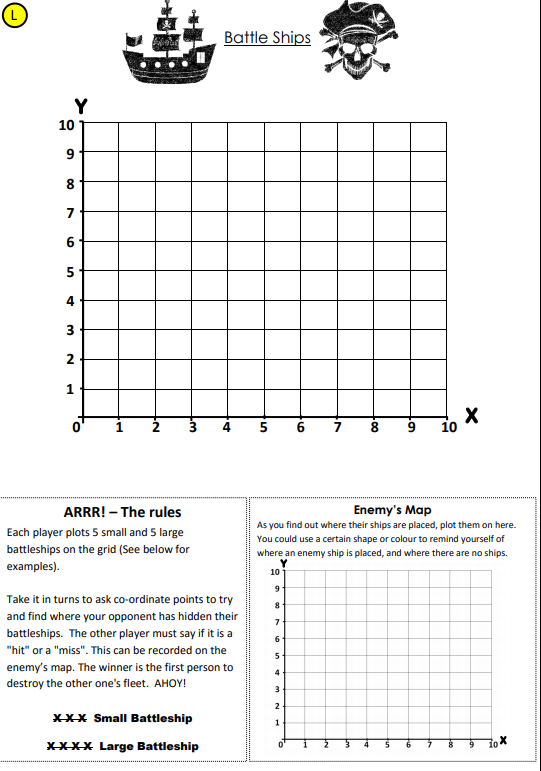 L
Battle Ships
Y
10
9
8
7
6
5
4
3
2
1
0 1 2 3 4 5 6 7 8 9 10 X
ARRR! – The rules
Each player plots 5 small and 5 large
battleships on the grid (See below for
examples).
Take it in turns to ask co-ordinate points to try
and find where your opponent has hidden their
battleships. The other player must say if it is a
"hit" or a "miss". This can be recorded on the
enemy's map. The winner is the first person to
destroy the other one's fleet. AHOY!
X X X Small Battleship
X X X X Large Battleship
Enemy's Map
As you find out where their ships are placed, plot them on here.
You could use a certain shape or colour to remind yourself of
where an enemy ship is placed, and where there are no ships.
Y
10
9
8
7
6
5
4
3
2
1
0 1 2 3 4 5 6 7 8 9 10 X